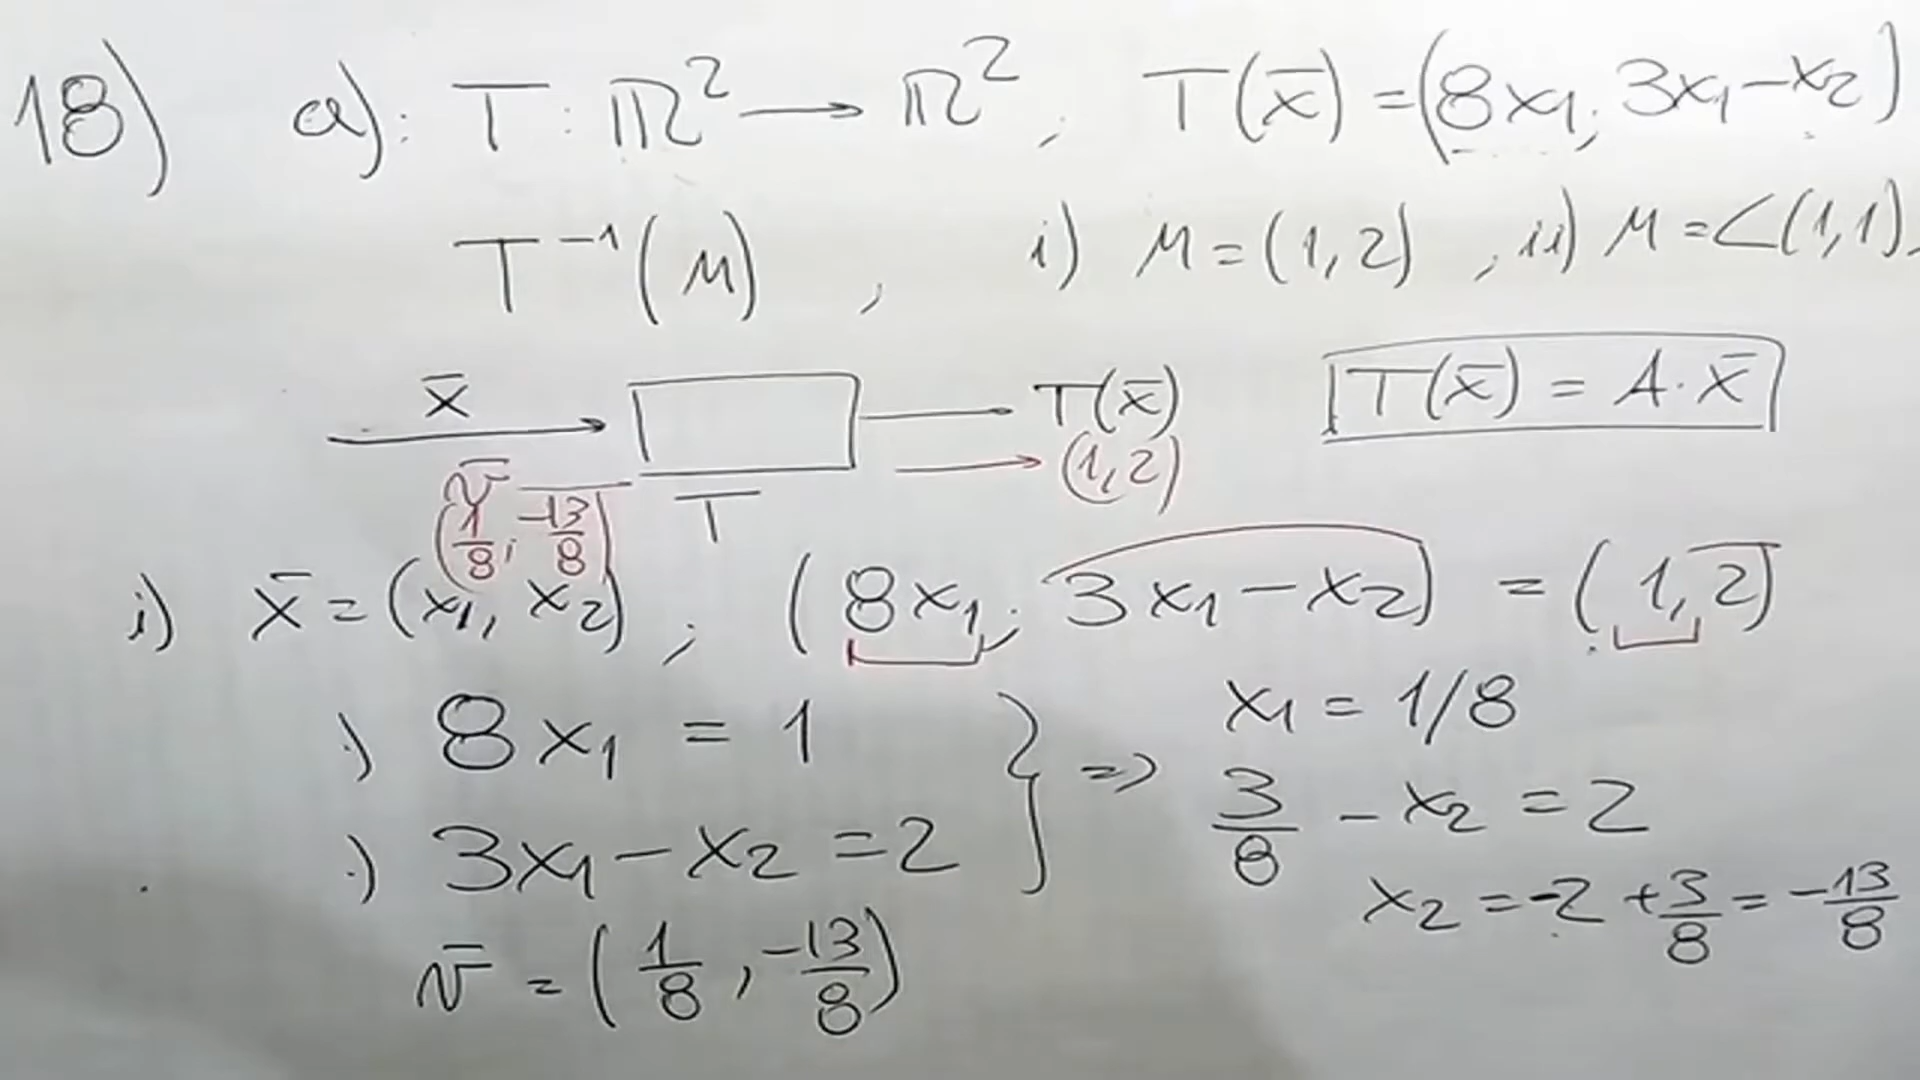 18) a): T: ℝ² → ℝ², T(x̄) = (8x₁; 3x₁-x₂)
T⁻¹(M), i) M = (1,2), ii) M = <(1,1)
x̄ T(x̄) T(x̄) = A·x̄
v̄ (1,2)
(1/8; -13/8) T
i) x̄ = (x₁, x₂); (8x₁; 3x₁-x₂) = (1,2)
·) 8x₁ = 1 } => x₁ = 1/8
3/8 - x₂ = 2
·) 3x₁-x₂ = 2
x₂ = -2 + 3/8 = -13/8
v̄ = (1/8, -13/8)